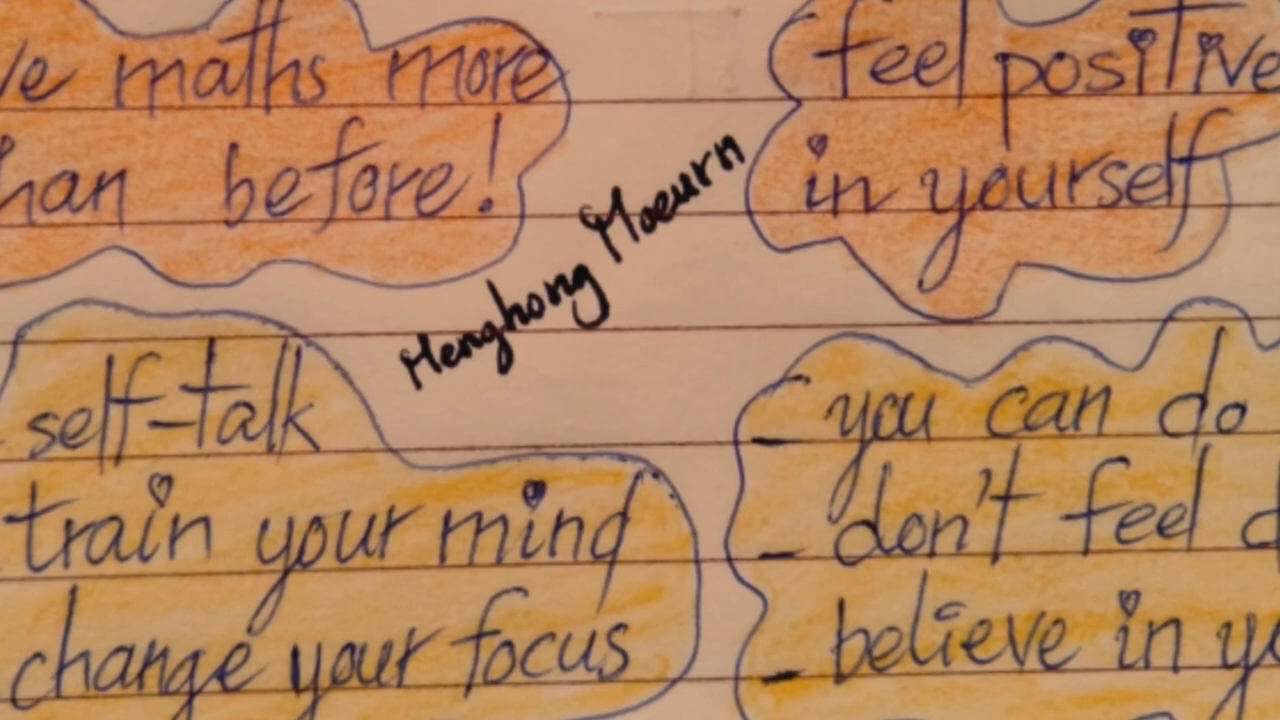 maths more
before!
feel positive
in yourself
Menghong Moeurn
self-talk
train your mind
change your focus
- you can do
- don't feel
- believe in